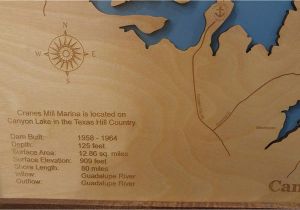 Cranes Mill Marina is located on
Canyon Lake in the Texas Hill Country.
Dam Built: 1958 - 1964
Depth: 125 feet
Surface Area: 12.86 sq. miles
Surface Elevation: 909 feet
Shore Length: 80 miles
Inflow: Guadalupe River
Outflow: Guadalupe River
Can